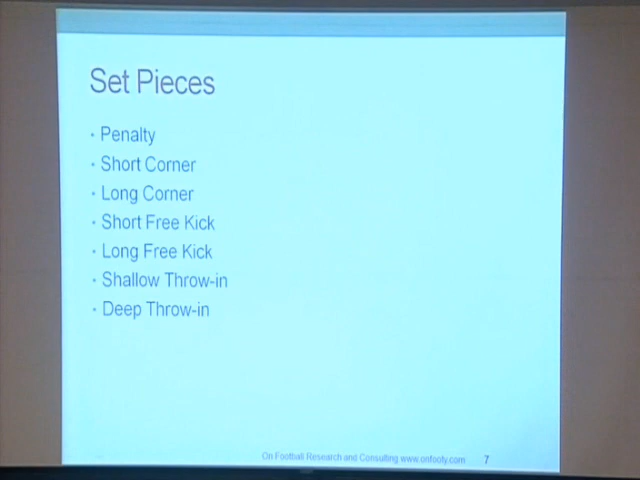 Set Pieces
• Penalty
• Short Corner
• Long Corner
• Short Free Kick
• Long Free Kick
• Shallow Throw-in
• Deep Throw-in
On Football Research and Consulting www.onfooty.com 7